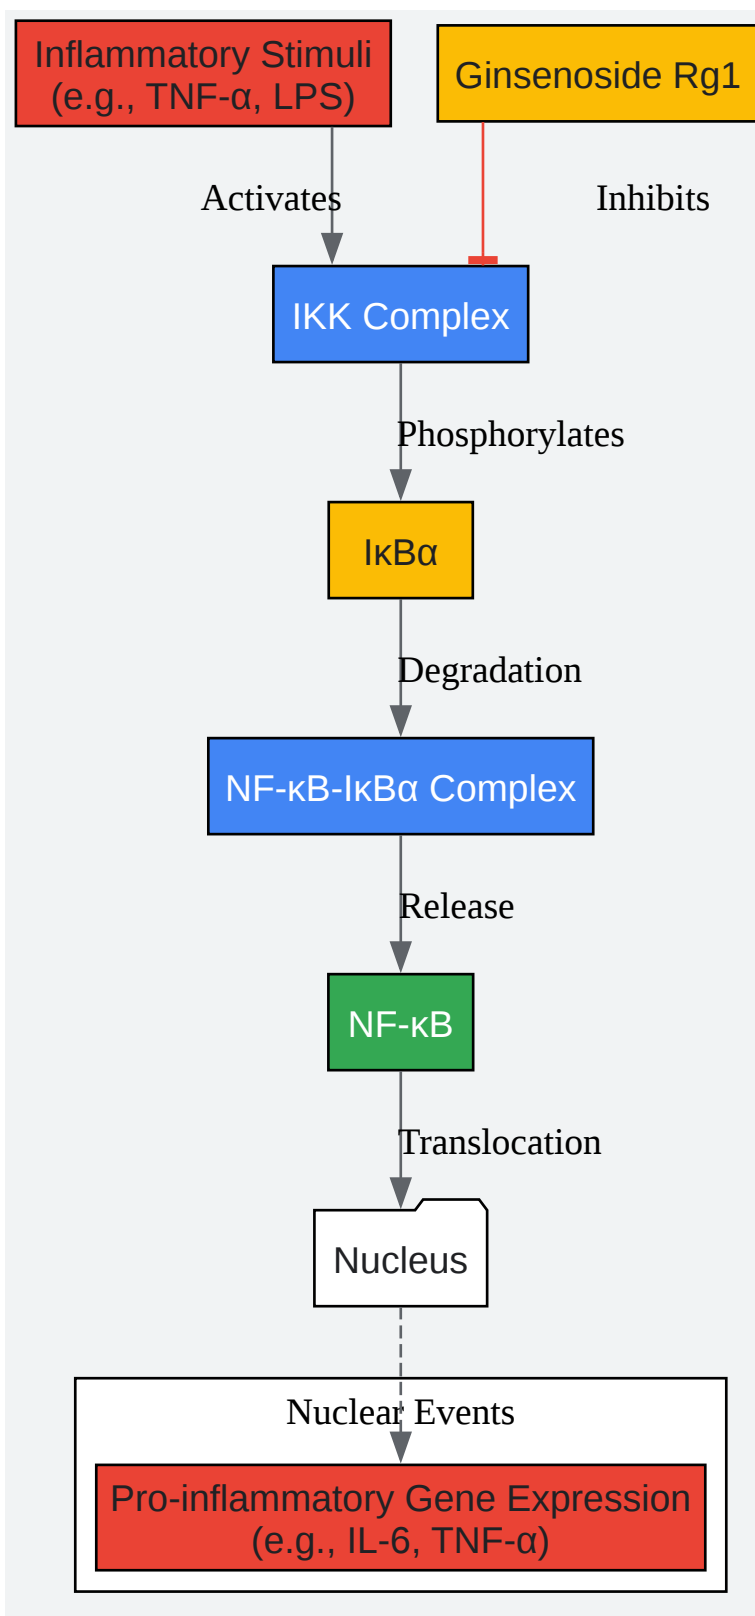 Inflammatory Stimuli
(e.g., TNF-α, LPS)
Ginsenoside Rg1
Activates
Inhibits
IKK Complex
Phosphorylates
IκBα
Degradation
NF-κB-IκBα Complex
Release
NF-κB
Translocation
Nucleus
Nuclear Events
Pro-inflammatory Gene Expression
(e.g., IL-6, TNF-α)